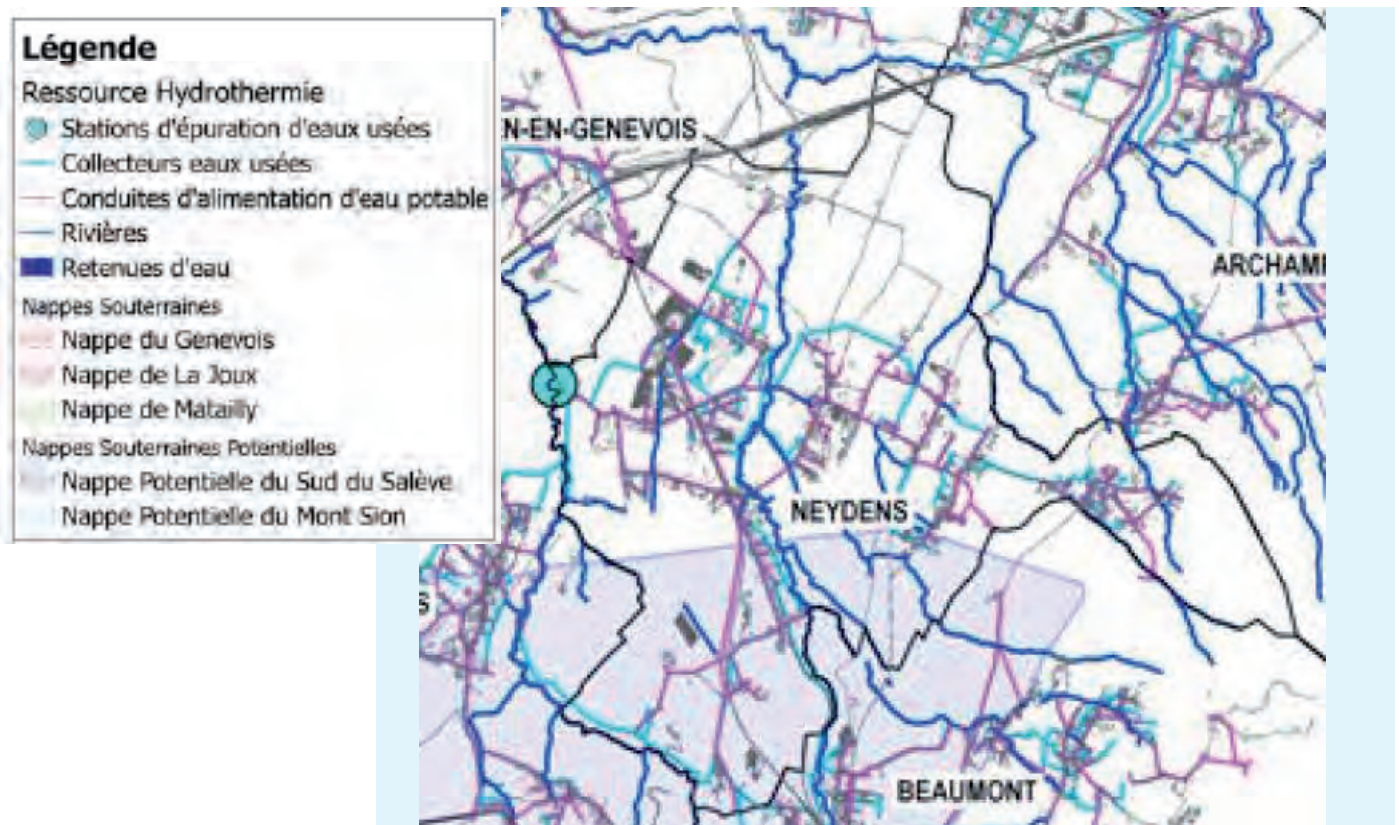 Légende
Ressource Hydrothermie
Stations d'épuration d'eaux usées
Collecteurs eaux usées
Conduites d'alimentation d'eau potable
Rivières
Retenues d'eau
Nappes Souterraines
Nappe du Genevois
Nappe de La Joux
Nappe de Matailly
Nappes Souterraines Potentielles
Nappe Potentielle du Sud du Salève
Nappe Potentielle du Mont Sion
N-EN-GENEVOIS
ARCHAM
NEYDENS
S
BEAUMONT